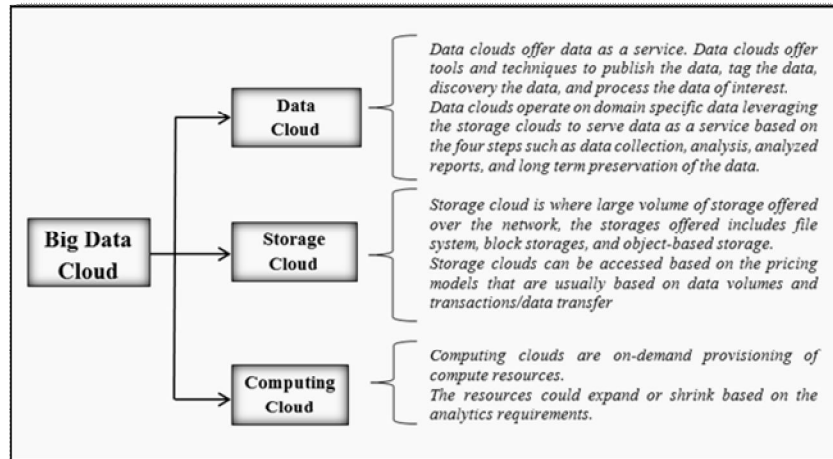 Big Data
Cloud
Data
Cloud
Data clouds offer data as a service. Data clouds offer
tools and techniques to publish the data, tag the data,
discovery the data, and process the data of interest.
Data clouds operate on domain specific data leveraging
the storage clouds to serve data as a service based on
the four steps such as data collection, analysis, analyzed
reports, and long term preservation of the data.
Storage
Cloud
Storage cloud is where large volume of storage offered
over the network, the storages offered includes file
system, block storages, and object-based storage.
Storage clouds can be accessed based on the pricing
models that are usually based on data volumes and
transactions/data transfer
Computing
Cloud
Computing clouds are on-demand provisioning of
compute resources.
The resources could expand or shrink based on the
analytics requirements.